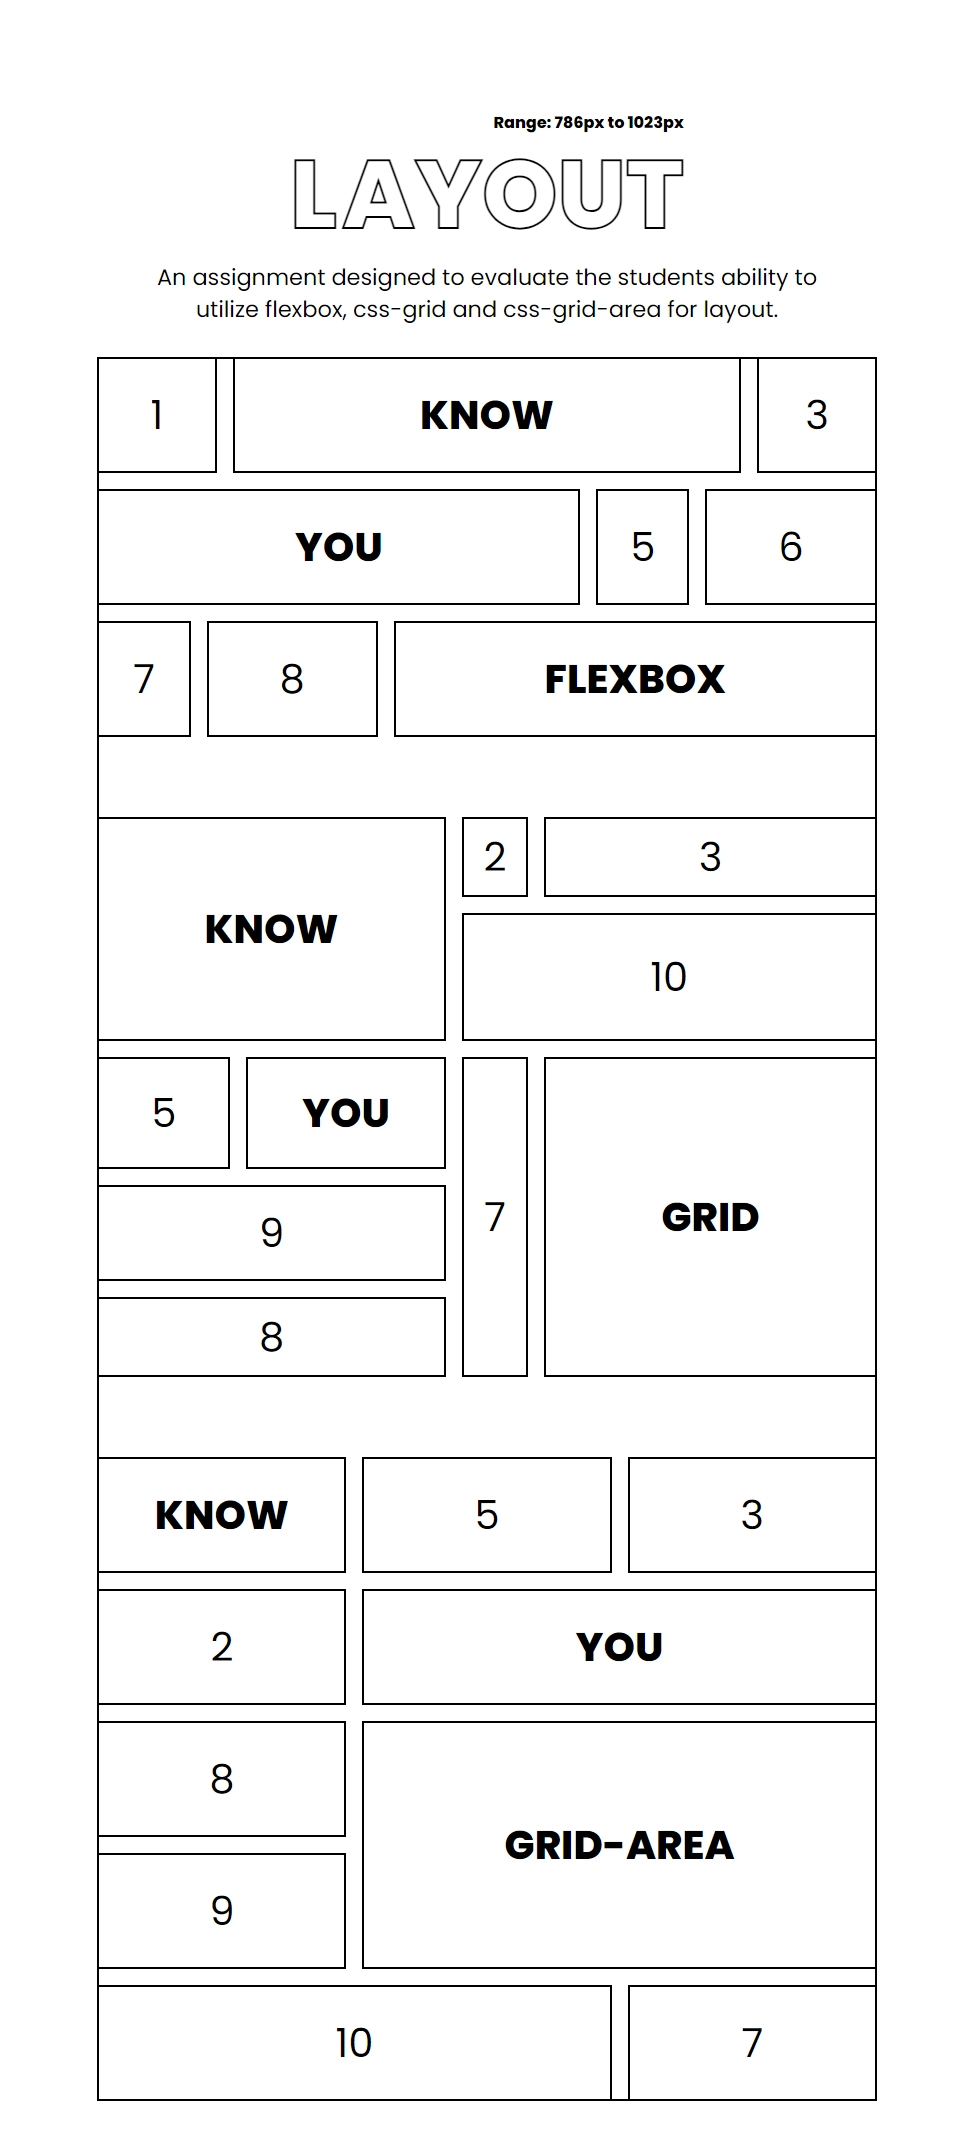 Range: 786px to 1023px
LAYOUT
An assignment designed to evaluate the students ability to
utilize flexbox, css-grid and css-grid-area for layout.
1 KNOW 3
YOU 5 6
7 8 FLEXBOX
KNOW 2 3
10
5 YOU 7 GRID
9
8
KNOW 5 3
2 YOU
8 GRID-AREA
9
10 7